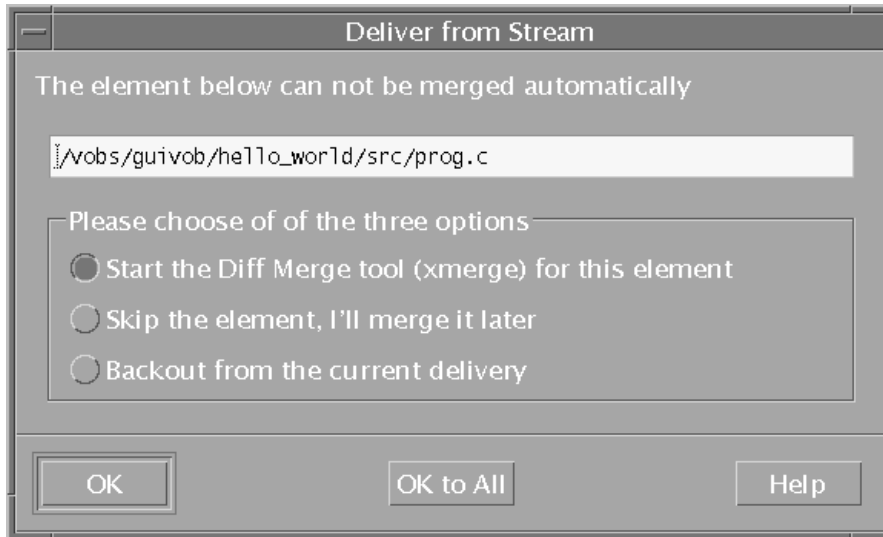 Deliver from Stream
The element below can not be merged automatically
/vobs/guivob/hello_world/src/prog.c
Please choose of of the three options
Start the Diff Merge tool (xmerge) for this element
Skip the element, I'll merge it later
Backout from the current delivery
OK
OK to All
Help